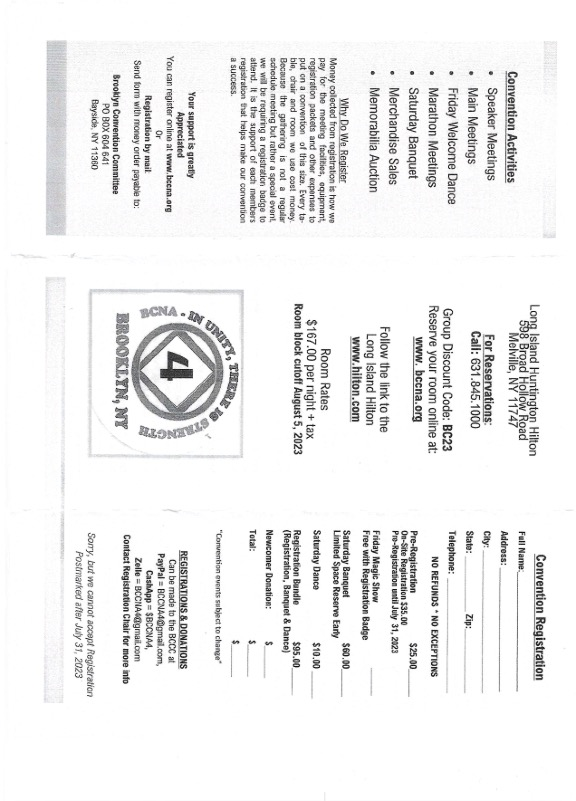 Convention Activities
• Speaker Meetings
• Main Meetings
• Friday Welcome Dance
• Marathon Meetings
• Saturday Banquet
• Merchandise Sales
• Memorabilia Auction
Why Do We Register
Money collected from registration is how we
pay for the meeting facilities, equipment,
registration packets and other expenses to
put on a convention of this size. Every ta-
ble, chair and room we use cost money.
Because the gathering is not a regular
schedule meeting but rather a special event,
we will be requiring a registration badge to
attend. It is the support of each members
registration that helps make our convention
a success.
Your support is greatly
Appreciated
You can register online at www.bccna.org
Or
Registration by mail:
Send form with money order payable to:
Brooklyn Convention Committee
PO BOX 604 641
Bayside, NY 11360
Long Island Huntington Hilton
598 Broad Hollow Road
Melville, NY 11747
For Reservations:
Call: 631.845.1000
Group Discount Code: BC23
Reserve your room online at:
www. bccna.org
Follow the link to the
Long Island Hilton
www.hilton.com
Room Rates
$167.00 per night + tax
Room block cutoff August 5, 2023
BCNA - IN UNITY, THERE IS STRENGTH
4
BROOKLYN, NY
Convention Registration
Full Name:
Address:
City:
State: Zip:
Telephone:
NO REFUNDS * NO EXCEPTIONS
Pre-Registration $25.00
On-Site Registration $35.00
Pre-Registration until July 31, 2023
Friday Magic Show
Free with Registration Badge
Saturday Banquet $60.00
Limited Space Reserve Early
Saturday Dance $10.00
Registration Bundle $95.00
(Registration, Banquet & Dance)
Newcomer Donation: $
Total: $
$
"Convention events subject to change"
REGISTRATIONS & DONATIONS
Can be made to the BCCC at
PayPal = BCCNA4@gmail.com,
CashApp = $BCCNA4,
Zelle = BCCNA4@gmail.com
Contact Registration Chair for more info
Sorry, but we cannot accept Registration
Postmarked after July 31, 2023